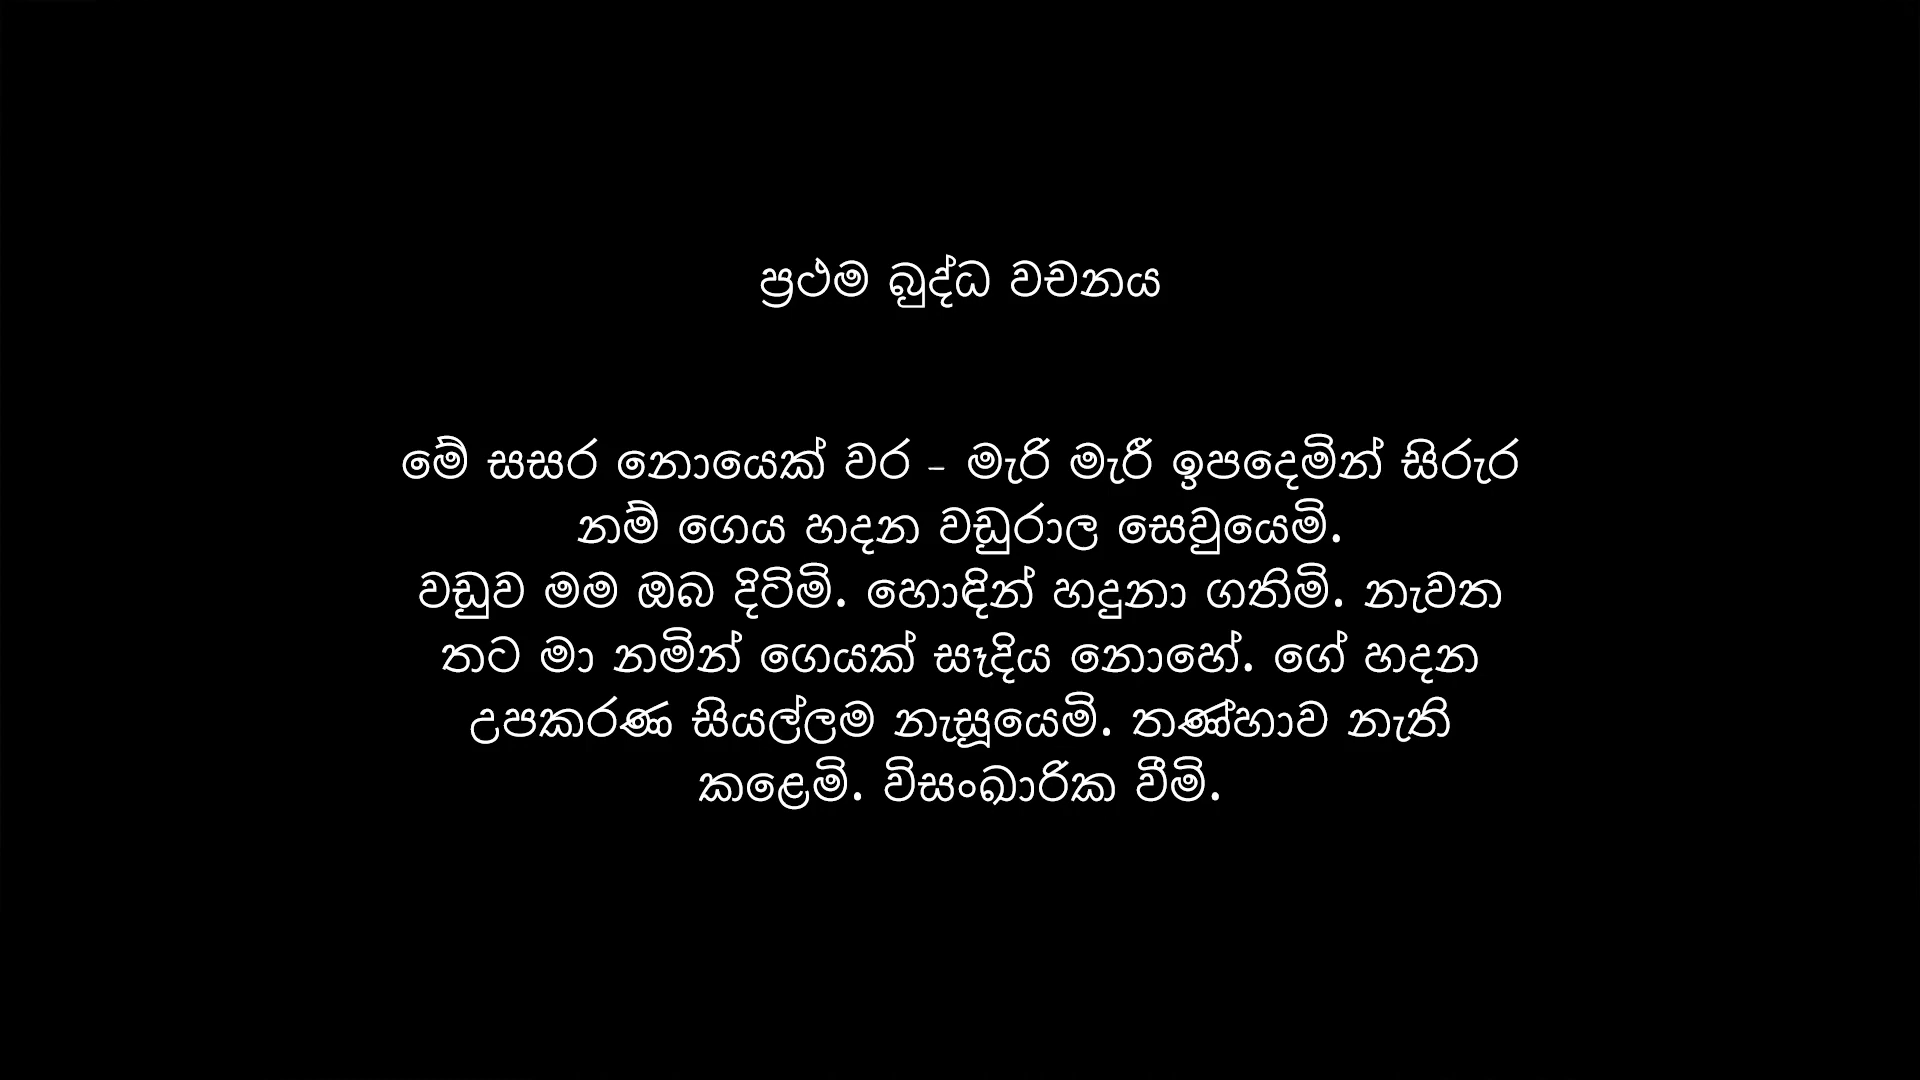 ප්‍රථම බුද්ධ වචනය
මේ සසර නොයෙක් වර - මැරි මැරී ඉපදෙමින් සිරුර
නම් ගෙය හදන වඩුරාල සෙවුයෙමි.
වඩුව මම ඔබ දිටිමි. හොඳින් හදුනා ගතිමි. නැවත
තට මා නමින් ගෙයක් සෑදිය නොහේ. ගේ හදන
උපකරණ සියල්ලම නැසූයෙමි. තණ්හාව නැති
කළෙමි. විසංඛාරික වීමි.